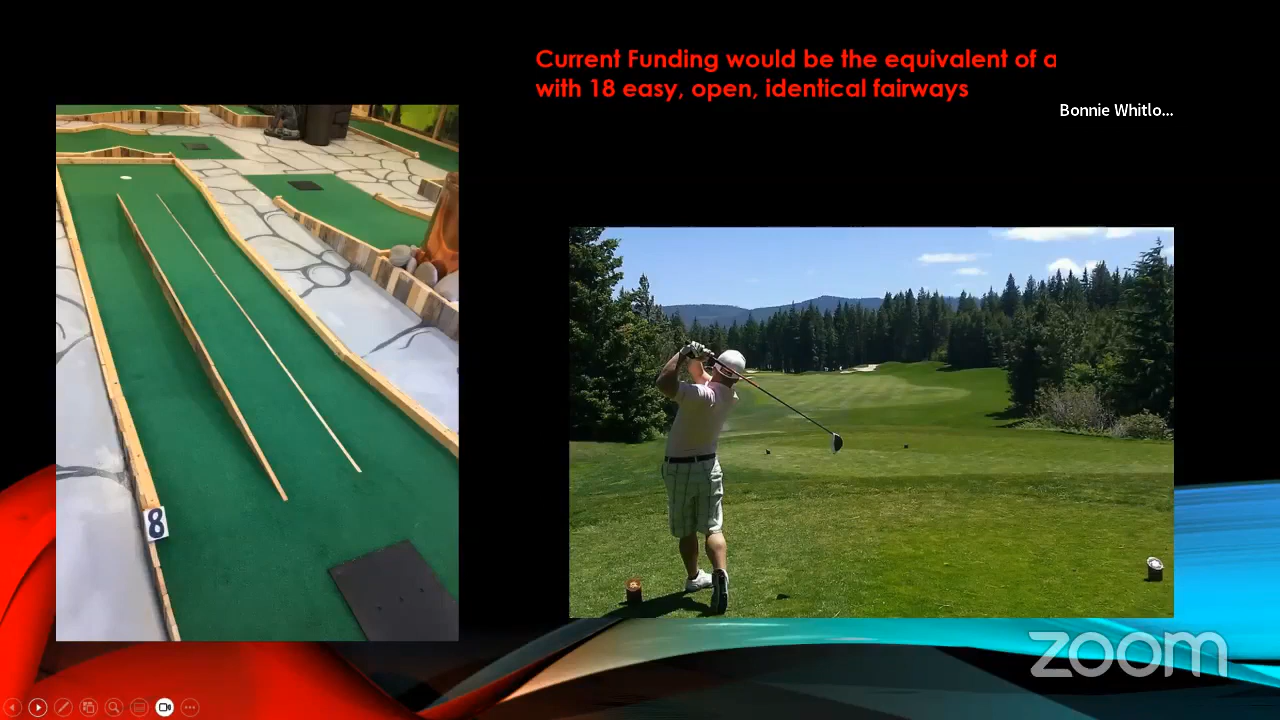 Current Funding would be the equivalent of a
with 18 easy, open, identical fairways
Bonnie Whitlo...
8
zoom